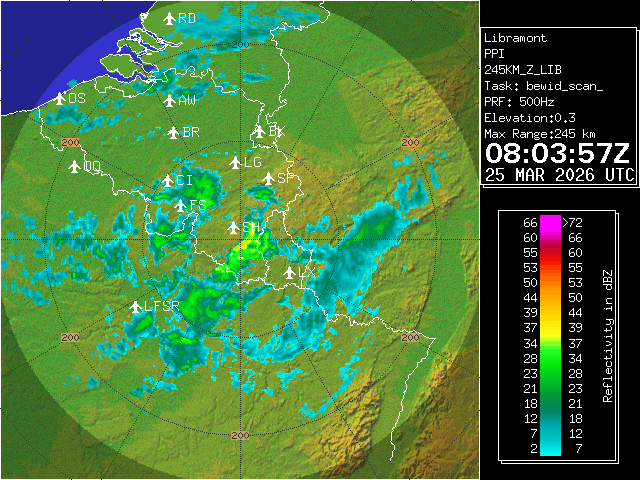 RD
200
OS
AW
BR
BK
200
200
QQ
LG
CI
SP
FS
SH
LX
LFSR
200
200
200
Libramont
PPI
245KM_Z_LIB
Task: bewid_scan_
PRF: 500Hz
Elevation:0.3
Max Range:245 km
08:03:57Z
25 MAR 2026 UTC
66 >72
60 66
55 60
53 55
50 53
44 50
39 44
37 39
34 37
28 34
23 28
21 23
18 21
12 18
7 12
2 7
Reflectivity in dBZ